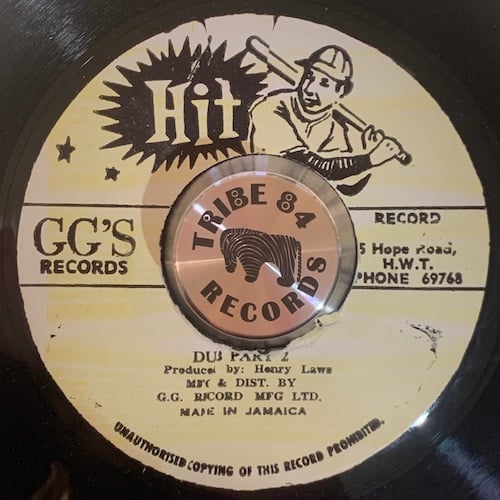 Hit
GG'S
RECORDS
RECORD
5 Hope Road,
H.W.T.
PHONE 69768
TRIBE 84
RECORDS
DUB PART 2
Produced by: Henry Laws
MFG & DIST. BY
G.G. RECORD MFG LTD.
MADE IN JAMAICA
UNAUTHORISED COPYING OF THIS RECORD PROHIBITED.